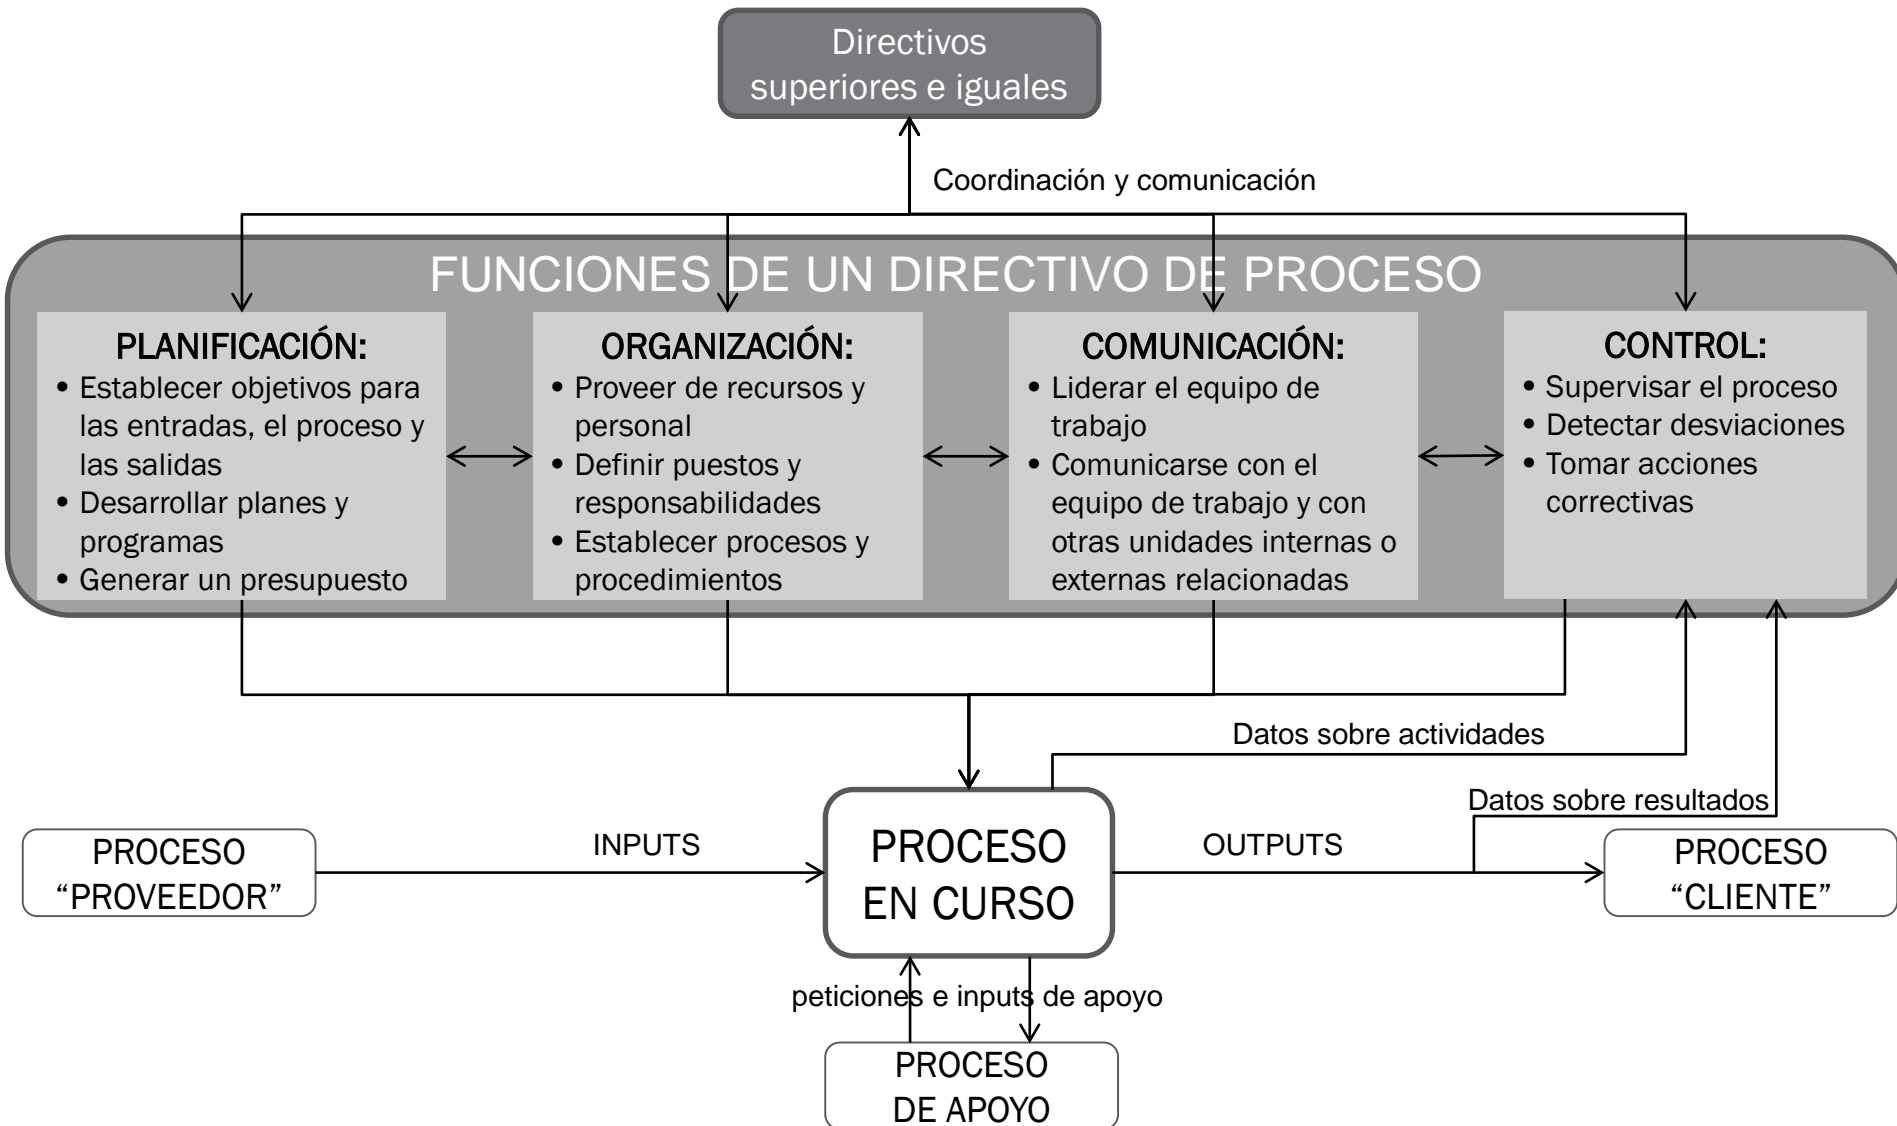 Directivos
superiores e iguales
Coordinación y comunicación
FUNCIONES DE UN DIRECTIVO DE PROCESO
PLANIFICACIÓN:
• Establecer objetivos para
las entradas, el proceso y
las salidas
• Desarrollar planes y
programas
• Generar un presupuesto
ORGANIZACIÓN:
• Proveer de recursos y
personal
• Definir puestos y
responsabilidades
• Establecer procesos y
procedimientos
COMUNICACIÓN:
• Liderar el equipo de
trabajo
• Comunicarse con el
equipo de trabajo y con
otras unidades internas o
externas relacionadas
CONTROL:
• Supervisar el proceso
• Detectar desviaciones
• Tomar acciones
correctivas
Datos sobre actividades
Datos sobre resultados
PROCESO
“PROVEEDOR”
INPUTS
PROCESO
EN CURSO
OUTPUTS
PROCESO
“CLIENTE”
peticiones e inputs de apoyo
PROCESO
DE APOYO